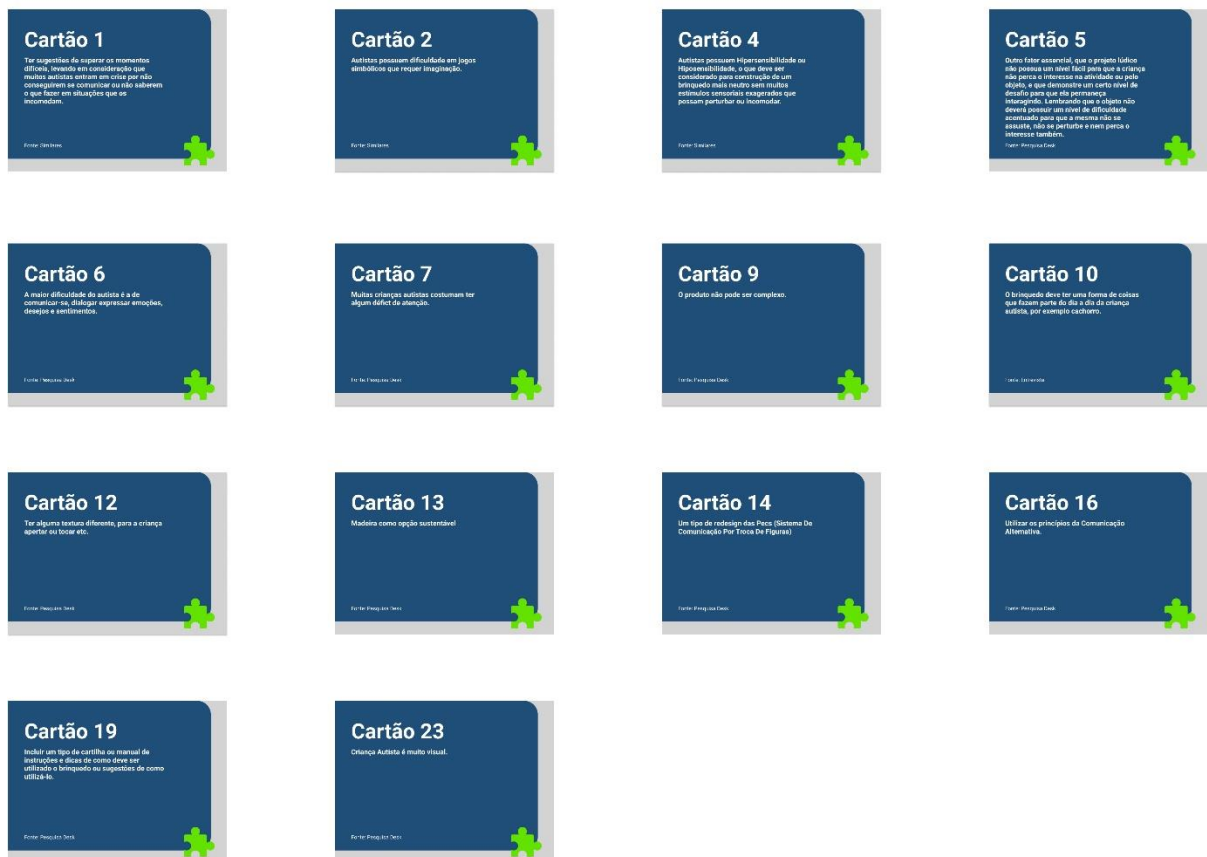 Cartão 1
Ter sugestões de superar os momentos
difíceis, levando em consideração que
muitos autistas entram em crise por não
conseguirem se comunicar ou não saberem
o que fazer em situações que os
incomodam.
Fonte: Similares
Cartão 2
Autistas possuem dificuldade em jogos
simbólicos que requer imaginação.
Fonte: Similares
Cartão 4
Autistas possuem Hipersensibilidade ou
Hiposensibilidade, o que deve ser
considerado para construção de um
brinquedo mais neutro sem muitos
estímulos sensoriais exagerados que
possam perturbar ou incomodar.
Fonte: Similares
Cartão 5
Outro fator essencial, que o projeto lúdico
não possua um nível fácil para que a criança
não perca o interesse na atividade ou pelo
objeto, e que demonstre um certo nível de
desafio para que ela permaneça
interagindo. Lembrando que o objeto não
deverá possuir um nível de dificuldade
acentuado para que a mesma não se
assuste, não se perturbe e nem perca o
interesse também.
Fonte: Pesquisa Desk
Cartão 6
A maior dificuldade do autista é a de
comunicar-se, dialogar expressar emoções,
desejos e sentimentos.
Fonte: Pesquisa Desk
Cartão 7
Muitas crianças autistas costumam ter
algum déficit de atenção.
Fonte: Pesquisa Desk
Cartão 9
O produto não pode ser complexo.
Fonte: Pesquisa Desk
Cartão 10
O brinquedo deve ter uma forma de coisas
que fazem parte do dia a dia da criança
autista, por exemplo cachorro.
Fonte: Entrevista
Cartão 12
Ter alguma textura diferente, para a criança
apertar ou tocar etc.
Fonte: Pesquisa Desk
Cartão 13
Madeira como opção sustentável
Fonte: Pesquisa Desk
Cartão 14
Um tipo de redesign das Pecs (Sistema De
Comunicação Por Troca De Figuras)
Fonte: Pesquisa Desk
Cartão 16
Utilizar os princípios da Comunicação
Alternativa.
Fonte: Pesquisa Desk
Cartão 19
Incluir um tipo de cartilha ou manual de
instruções e dicas de como deve ser
utilizado o brinquedo ou sugestões de como
utilizá-lo.
Fonte: Pesquisa Desk
Cartão 23
Criança Autista é muito visual.
Fonte: Pesquisa Desk